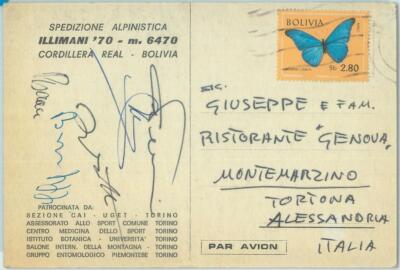 SPEDIZIONE ALPINISTICA
ILLIMANI '70 - m. 6470
CORDILLERA REAL - BOLIVIA
PATROCINATA DA:
SEZIONE CAI - UGET - TORINO
ASSESSORATO ALLO SPORT COMUNE TORINO
CENTRO MEDICINA DELLO SPORT TORINO
ISTITUTO BOTANICA - UNIVERSITA' TORINO
SALONE INTERN. DELLA MONTAGNA - TORINO
GRUPPO ENTOMOLOGICO PIEMONTESE TORINO
BOLIVIA
$b. 2.80
SIG.
GIUSEPPE E FAM.
RISTORANTE "GENOVA"
MONTEMARZINO
TORTONA
ALESSANDRIA
ITALIA
PAR AVION